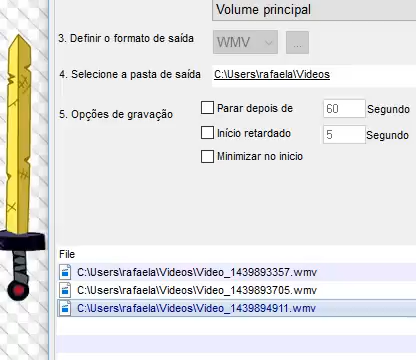 Volume principal
3. Definir o formato de saída WMV ...
4. Selecione a pasta de saída C:\Users\rafaela\Videos
5. Opções de gravação
Parar depois de 60 Segundo
Início retardado 5 Segundo
Minimizar no inicio
File
C:\Users\rafaela\Videos\Video_1439893357.wmv
C:\Users\rafaela\Videos\Video_1439893705.wmv
C:\Users\rafaela\Videos\Video_1439894911.wmv